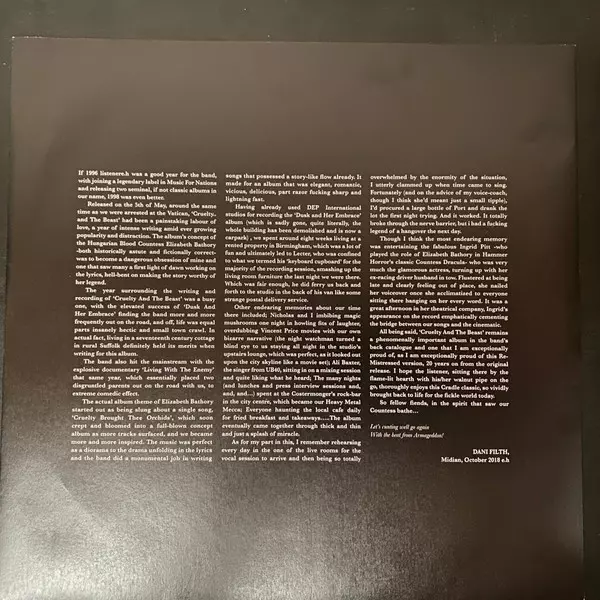 If 1996 listenere.h was a good year for the band,
with joining a legendary label in Music For Nations
and releasing two seminal, if not classic albums in
our name, 1998 was even better.
Released on the 5th of May, around the same
time as we were arrested at the Vatican, 'Cruelty.
and The Beast' had been a painstaking labour of
love, a year of intense writing amid ever growing
popularity and distraction. The album's concept of
the Hungarian Blood Countess Elizabeth Bathory
-both historically astute and fictionally correct-
was to become a dangerous obsession of mine and
one that saw many a first light of dawn working on
the lyrics, hell-bent on making the story worthy of
her legend.
The year surrounding the writing and
recording of 'Cruelty And The Beast' was a busy
one, with the elevated success of 'Dusk And
Her Embrace' finding the band more and more
frequently out on the road, and off, life was equal
parts insanely hectic and small town crawl. In
actual fact, living in a seventeenth century cottage
in rural Suffolk definitely held its merits when
writing for this album.
The band also hit the mainstream with the
explosive documentary 'Living With The Enemy'
that same year, which essentially placed two
disgruntled parents out on the road with us, to
extreme comedic effect.
The actual album (theme of Elizabeth Bathory
started out as being slung about a single song,
'Cruelty Brought Thee Orchids', which soon
crept and bloomed into a full-blown concept
album as more tracks surfaced, and we became
more and more inspired. The music was perfect
as a diorama to the drama unfolding in the lyrics
and the band did a monumental job in writing
songs that possessed a story-like flow already. It
made for an album that was elegant, romantic,
vicious, delicious, part razor fucking sharp and
lightning fast.
Having already used DEP International
studios for recording the 'Dusk and Her Embrace'
album (which is sadly gone, quite literally, the
whole building has been demolished and is now a
carpark) , we spent around eight weeks living at a
rented property in Birmingham, which was a lot of
fun and ultimately led to Lecter, who was confined
to what we termed his 'keyboard cupboard' for the
majority of the recording session, smashing up the
living room furniture the last night we were there.
Which was fair enough, he did ferry us back and
forth to the studio in the back of his van like some
strange postal delivery service.
Other endearing memories about our time
there included; Nicholas and I imbibing magic
mushrooms one night in howling fits of laughter,
overdubbing Vincent Price movies with our own
bizarre narrative (the night watchman turned a
blind eye to us staying all night in the studio's
upstairs lounge, which was perfect, as it looked out
upon the city skyline like a movie set); Ali Baxter,
the singer from UB40, sitting in on a mixing session
and quite liking what he heard; The many nights
(and lunches and press interview sessions and,
and, and...) spent at the Costermonger's rock-bar
in the city centre, which became our Heavy Metal
Mecca; Everyone haunting the local cafe daily
for fried breakfast and takeaways.....The album
eventually came together through thick and thin
and just a splash of miracle.
As for my part in this, I remember rehearsing
every day in the one of the live rooms for the
vocal session to arrive and then being so totally
overwhelmed by the enormity of the situation,
I utterly clammed up when time came to sing.
Fortunately (and on the advice of my voice-coach,
though I think she'd meant just a small tipple),
I'd procured a large bottle of Port and drank the
lot the first night trying. And it worked. It totally
broke through the nerve barrier, but I had a fucking
legend of a hangover the next day.
Though I think the most endearing memory
was entertaining the fabulous Ingrid Pitt -who
played the role of Elizabeth Bathory in Hammer
Horror's classic Countess Dracula- who was very
much the glamorous actress, turning up with her
ex-racing driver husband in tow. Flustered at being
late and clearly feeling out of place, she nailed
her voiceover once she acclimatised to everyone
sitting there hanging on her every word. It was a
great afternoon in her theatrical company, Ingrid's
appearance on the record emphatically cementing
the bridge between our songs and the cinematic.
All being said, 'Cruelty And The Beast' remains
a phenomenally important album in the band's
back catalogue and one that I am exceptionally
proud of, as I am exceptionally proud of this Re-
Mistressed version, 20 years on from the original
release. I hope the listener, sitting there by the
flame-lit hearth with his/her walnut pipe on the
go, thoroughly enjoys this Cradle classic, so vividly
brought back to life for the fickle world today.
So fellow fiends, in the spirit that saw our
Countess bathe...
Let's cunting well go again
With the host from Armageddon!
DANI FILTH,
Midian, October 2018 e.h